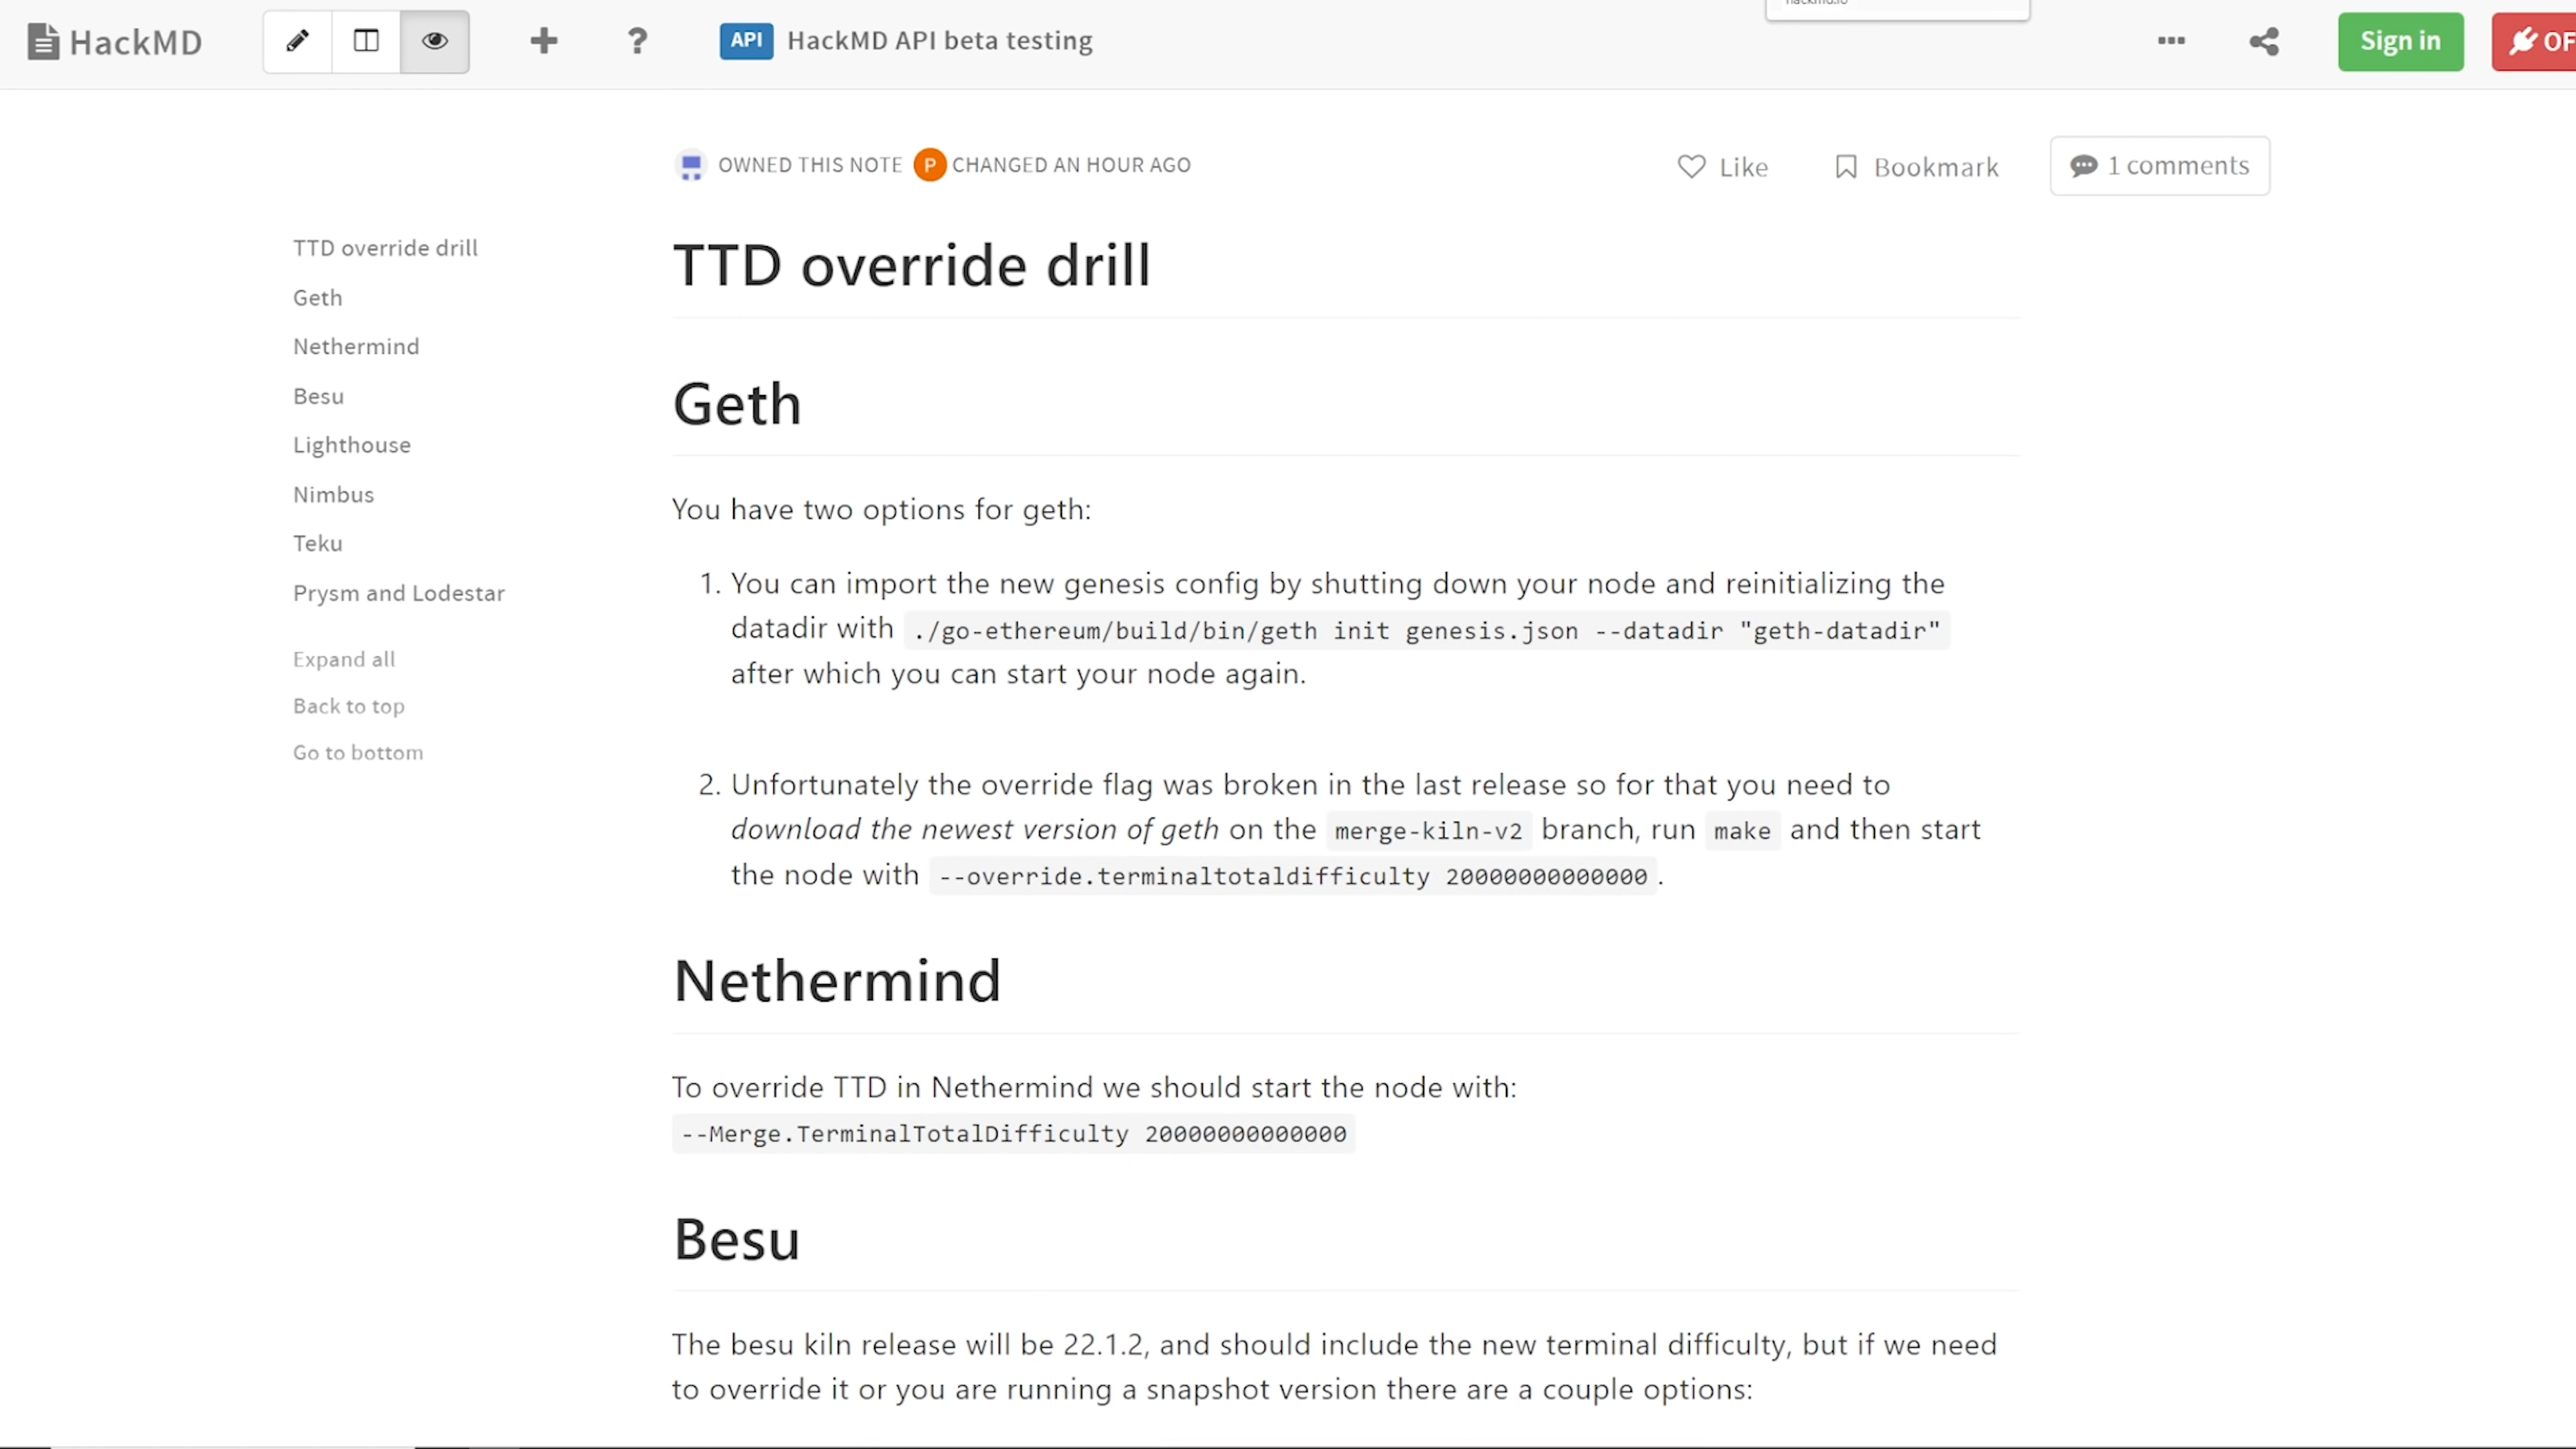 HackMD
API HackMD API beta testing
Sign in
OWNED THIS NOTE P CHANGED AN HOUR AGO
Like
Bookmark
1 comments
TTD override drill
Geth
Nethermind
Besu
Lighthouse
Nimbus
Teku
Prysm and Lodestar
Expand all
Back to top
Go to bottom
TTD override drill
Geth
You have two options for geth:
1. You can import the new genesis config by shutting down your node and reinitializing the
datadir with ./go-ethereum/build/bin/geth init genesis.json --datadir "geth-datadir"
after which you can start your node again.
2. Unfortunately the override flag was broken in the last release so for that you need to
download the newest version of geth on the merge-kiln-v2 branch, run make and then start
the node with --override.terminaltotaldifficulty 20000000000000.
Nethermind
To override TTD in Nethermind we should start the node with:
--Merge.TerminalTotalDifficulty 20000000000000
Besu
The besu kiln release will be 22.1.2, and should include the new terminal difficulty, but if we need
to override it or you are running a snapshot version there are a couple options: